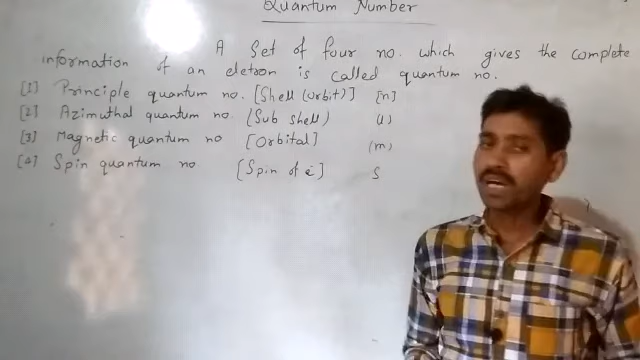 Quantum Number
A set of four no. which gives the complete
information of an eletron is called quantum no.
[1] Principle quantum no. [Shell (orbit)] [n]
[2] Azimuthal quantum no. (Sub shell) (l)
[3] Magnetic quantum no [Orbital] (m)
[4] Spin quantum no. [Spin of e] S